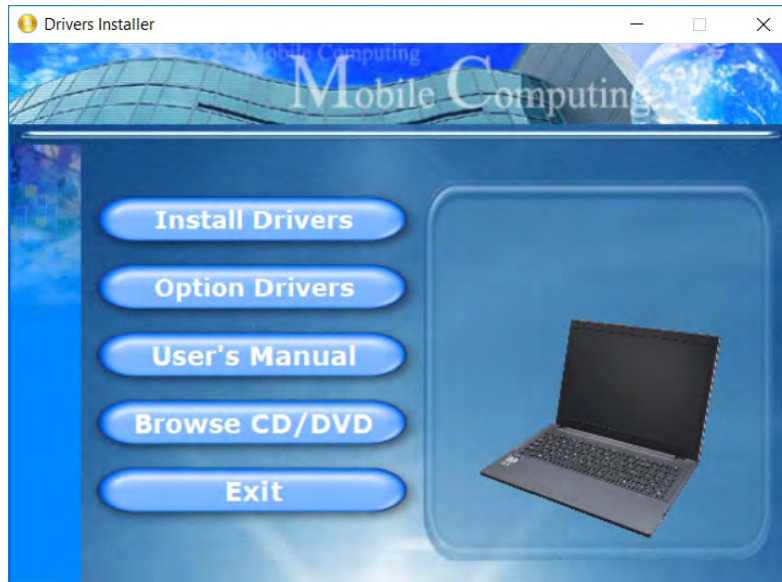 Drivers Installer
Mobile Computing
Mobile Computing
Install Drivers
Option Drivers
User's Manual
Browse CD/DVD
Exit